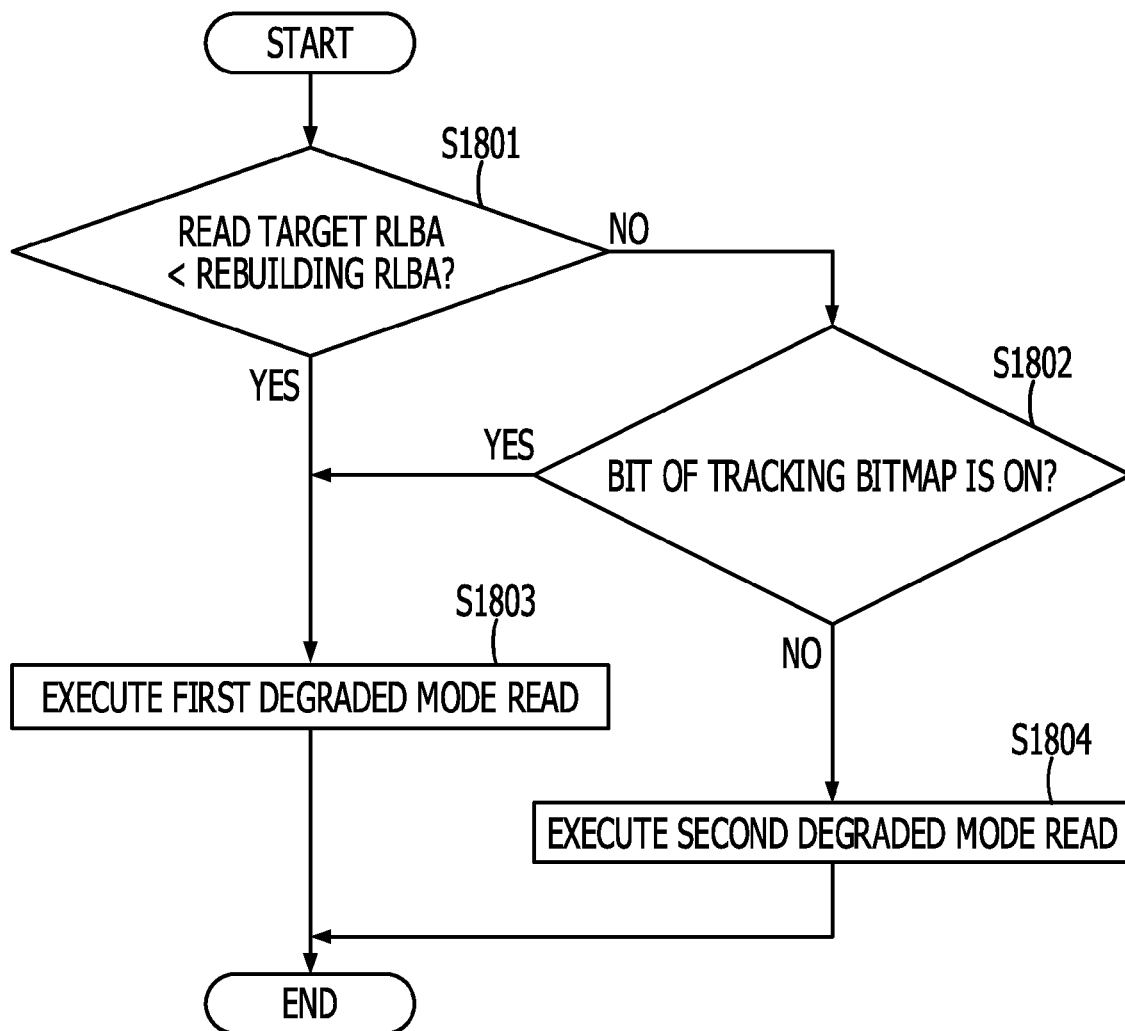 START
S1801
READ TARGET RLBA
< REBUILDING RLBA?
NO
YES
S1802
YES
BIT OF TRACKING BITMAP IS ON?
S1803
NO
EXECUTE FIRST DEGRADED MODE READ
S1804
EXECUTE SECOND DEGRADED MODE READ
END